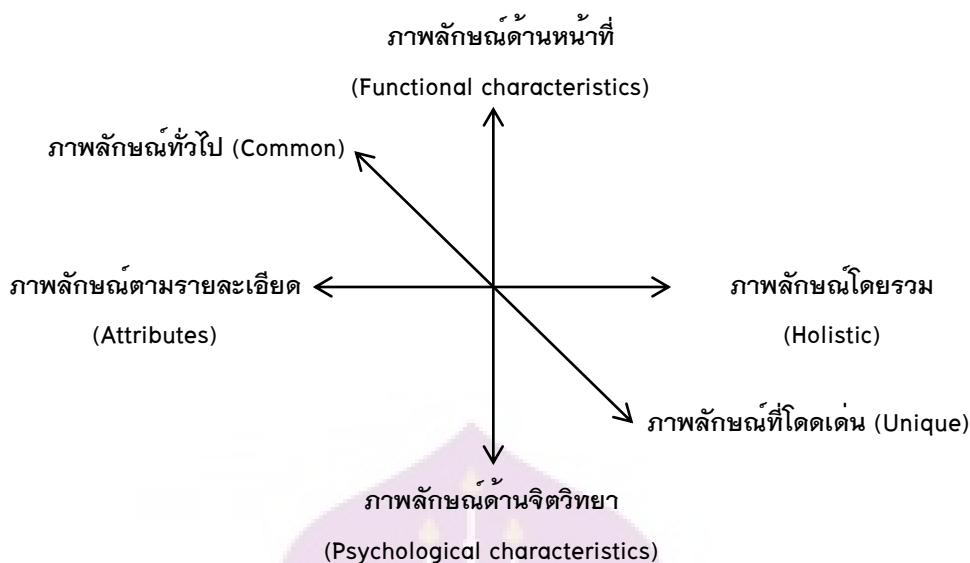 ภาพลักษณ์ด้านหน้าที่
(Functional characteristics)
ภาพลักษณ์ทั่วไป (Common)
ภาพลักษณ์ตามรายละเอียด
(Attributes)
ภาพลักษณ์โดยรวม
(Holistic)
ภาพลักษณ์ที่โดดเด่น (Unique)
ภาพลักษณ์ด้านจิตวิทยา
(Psychological characteristics)